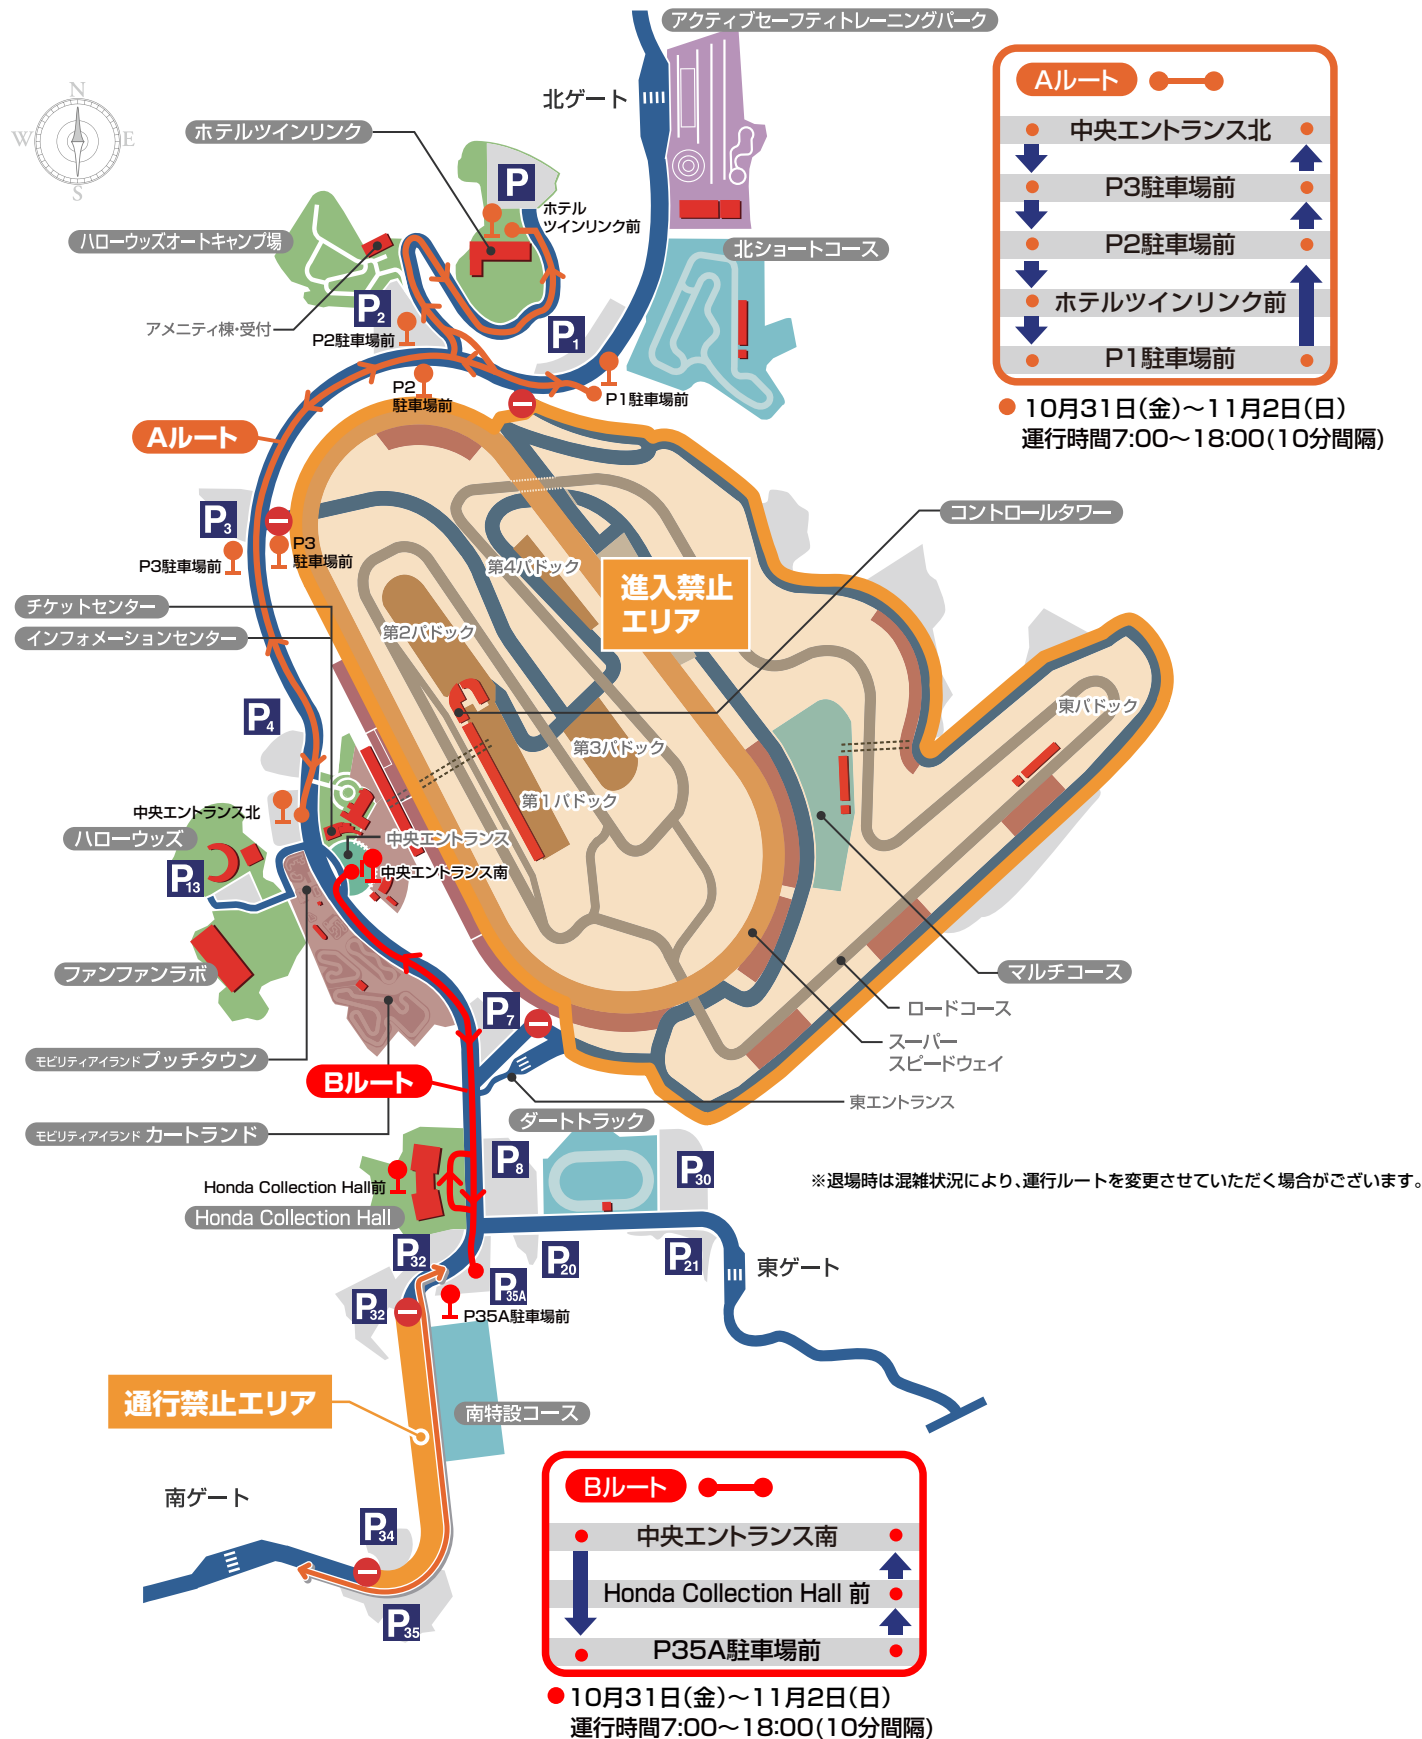 アクティブセーフティトレーニングパーク
北ゲート
N
W
E
S
ホテルツインリンク
P
ホテル
ツインリンク前
ハローウッズオートキャンプ場
北ショートコース
アメニティ棟・受付
P2
P2駐車場前
P1
P1駐車場前
P2
駐車場前
Aルート
Aルート
中央エントランス北
P3駐車場前
P2駐車場前
ホテルツインリンク前
P1駐車場前
10月31日(金)～11月2日(日)
運行時間7:00～18:00(10分間隔)
P3
P3
駐車場前
P3駐車場前
コントロールタワー
第4パドック
進入禁止
エリア
チケットセンター
インフォメーションセンター
第2パドック
P4
東パドック
第3パドック
第1パドック
中央エントランス北
ハローウッズ
中央エントランス
中央エントランス南
P13
ファンファンラボ
マルチコース
ロードコース
スーパー
スピードウェイ
P7
モビリティアイランド プッチタウン
Bルート
東エントランス
モビリティアイランド カートランド
ダートトラック
P8
P30
Honda Collection Hall前
Honda Collection Hall
※退場時は混雑状況により、運行ルートを変更させていただく場合がございます。
P32
P20
P21
東ゲート
P35A
P32
P35A駐車場前
通行禁止エリア
南特設コース
南ゲート
P34
P35
Bルート
中央エントランス南
Honda Collection Hall 前
P35A駐車場前
10月31日(金)～11月2日(日)
運行時間7:00～18:00(10分間隔)